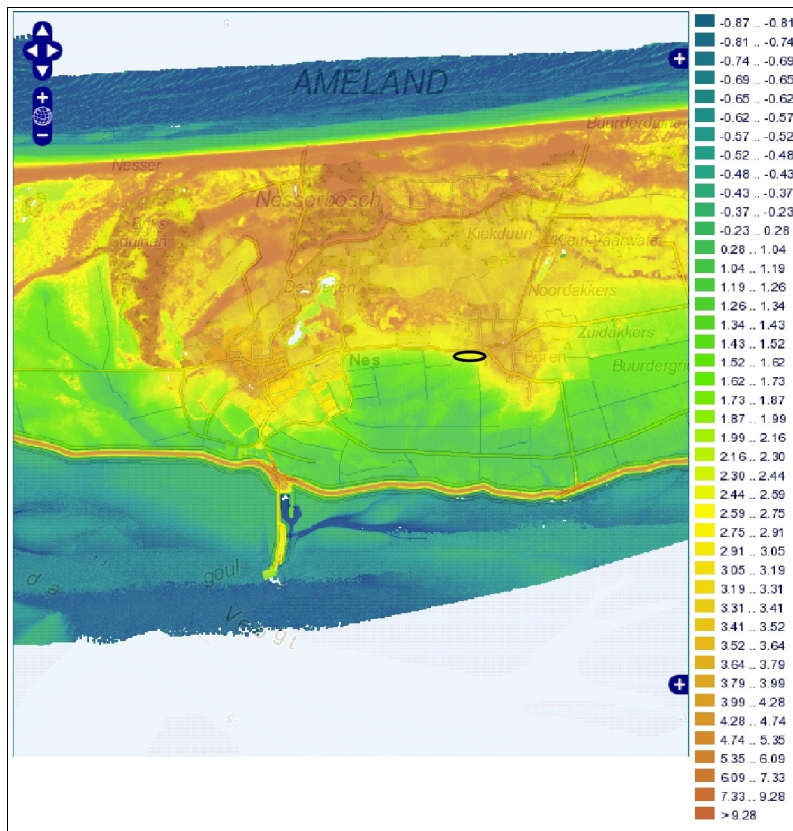 AMELAND
Buurderduinen
Nesser
Nesserbosch
duinen
Kiekduun
Klein Vaarwater
De Vleijen
Noordakkers
Zuidakkers
Nes
Buren
Buurdergri
geul
d a
V e r g t
-0.87 .. -0.81
-0.81 .. -0.74
-0.74 .. -0.69
-0.69 .. -0.65
-0.65 .. -0.62
-0.62 .. -0.57
-0.57 .. -0.52
-0.52 .. -0.48
-0.48 .. -0.43
-0.43 .. -0.37
-0.37 .. -0.23
-0.23 .. 0.28
0.28 .. 1.04
1.04 .. 1.19
1.19 .. 1.26
1.26 .. 1.34
1.34 .. 1.43
1.43 .. 1.52
1.52 .. 1.62
1.62 .. 1.73
1.73 .. 1.87
1.87 .. 1.99
1.99 .. 2.16
2.16 .. 2.30
2.30 .. 2.44
2.44 .. 2.59
2.59 .. 2.75
2.75 .. 2.91
2.91 .. 3.05
3.05 .. 3.19
3.19 .. 3.31
3.31 .. 3.41
3.41 .. 3.52
3.52 .. 3.64
3.64 .. 3.79
3.79 .. 3.99
3.99 .. 4.28
4.28 .. 4.74
4.74 .. 5.35
5.35 .. 6.09
6.09 .. 7.33
7.33 .. 9.28
> 9.28